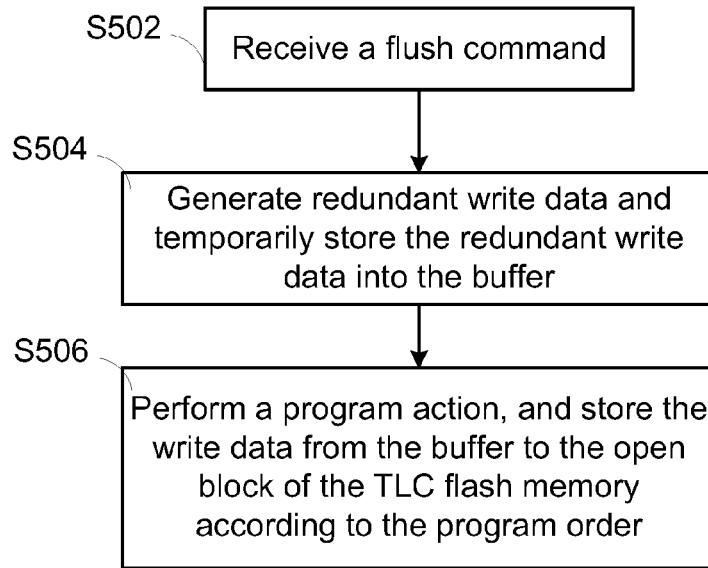 S502
Receive a flush command
S504
Generate redundant write data and
temporarily store the redundant write
data into the buffer
S506
Perform a program action, and store the
write data from the buffer to the open
block of the TLC flash memory
according to the program order